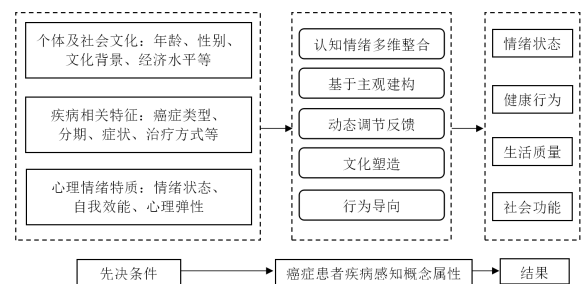 个体及社会文化：年龄、性别、
文化背景、经济水平等
疾病相关特征：癌症类型、
分期、症状、治疗方式等
心理情绪特质：情绪状态、
自我效能、心理弹性
认知情绪多维整合
基于主观建构
动态调节反馈
文化塑造
行为导向
情绪状态
健康行为
生活质量
社会功能
先决条件
癌症患者疾病感知概念属性
结果